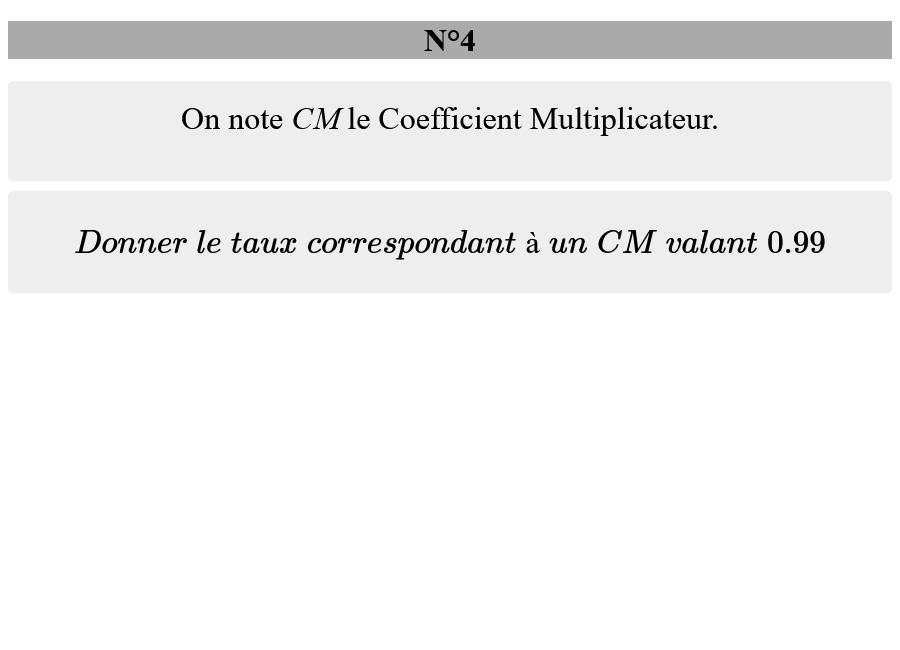 N°4
On note CM le Coefficient Multiplicateur.
Donner le taux correspondant à un CM valant 0.99